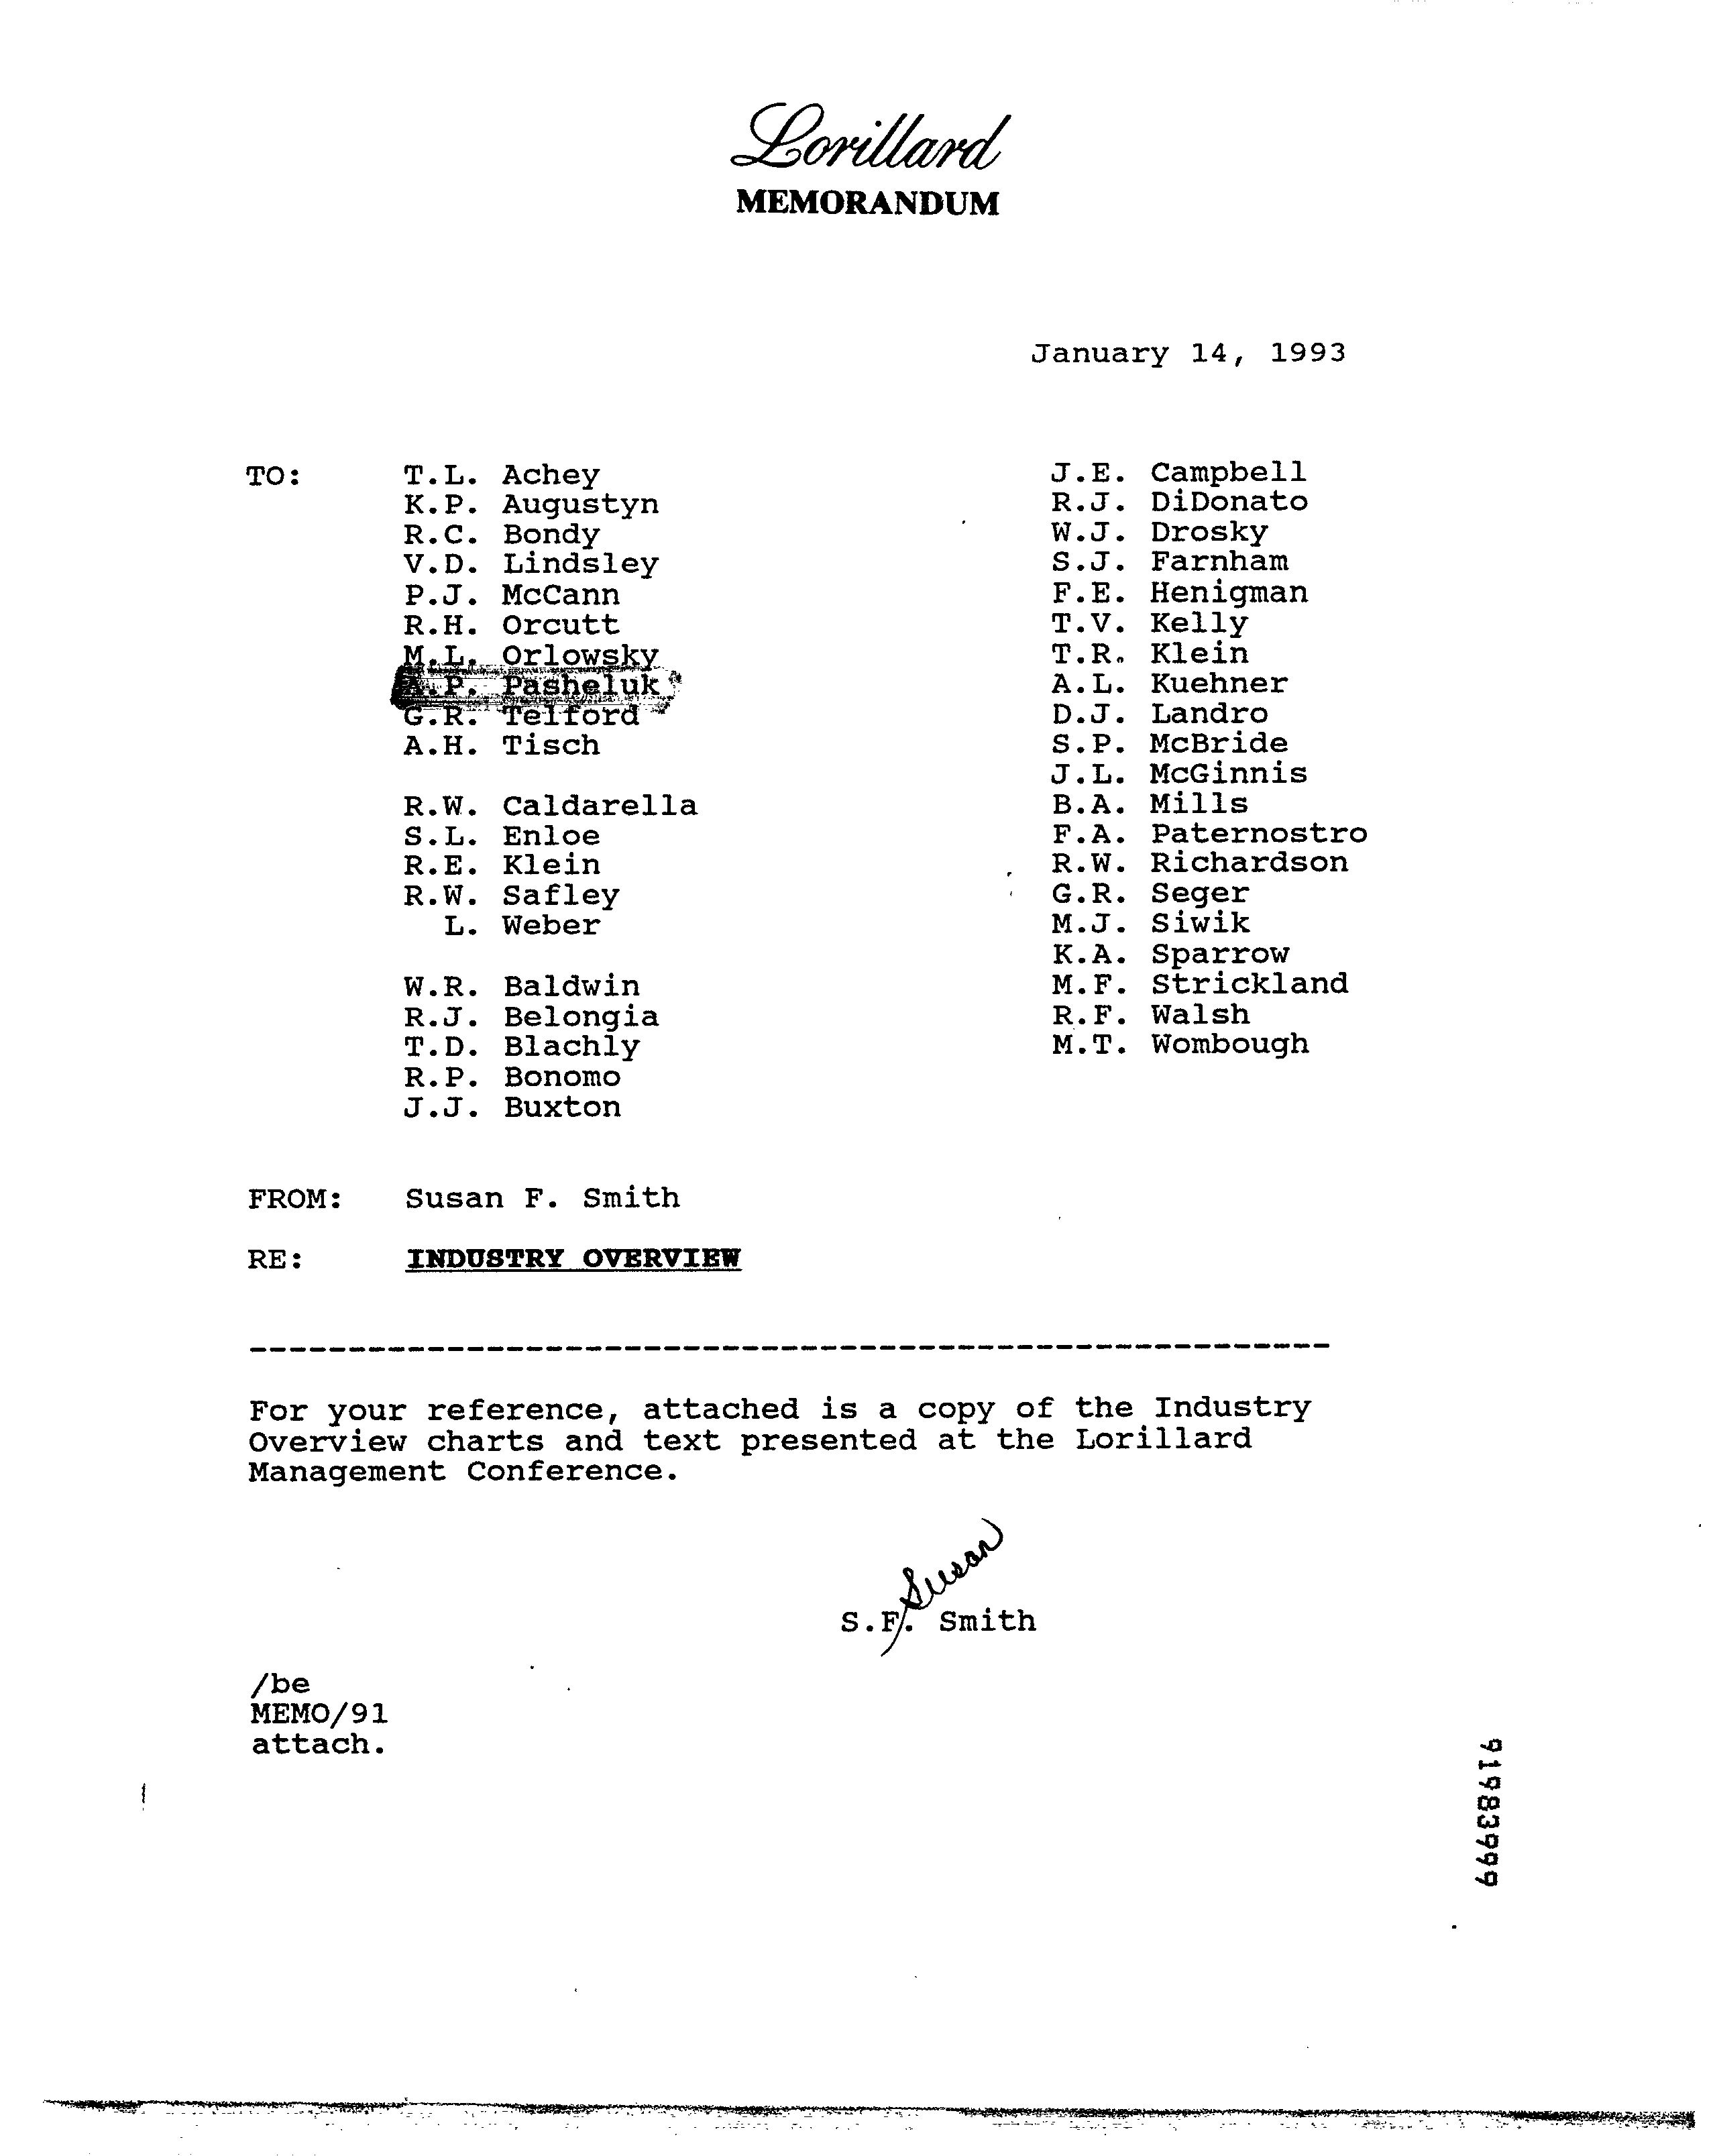 Lorillard
MEMORANDUM
January 14, 1993
TO: T.L. Achey
K.P. Augustyn
R.C. Bondy
V.D. Lindsley
P.J. McCann
R.H. Orcutt
M.L. Orlowsky
A.P. Pasheluk
G.R. Telford
A.H. Tisch
R.W. Caldarella
S.L. Enloe
R.E. Klein
R.W. Safley
L. Weber
W.R. Baldwin
R.J. Belongia
T.D. Blachly
R.P. Bonomo
J.J. Buxton
J.E. Campbell
R.J. DiDonato
W.J. Drosky
S.J. Farnham
F.E. Henigman
T.V. Kelly
T.R. Klein
A.L. Kuehner
D.J. Landro
S.P. McBride
J.L. McGinnis
B.A. Mills
F.A. Paternostro
R.W. Richardson
G.R. Seger
M.J. Siwik
K.A. Sparrow
M.F. Strickland
R.F. Walsh
M.T. Wombough
FROM: Susan F. Smith
RE: INDUSTRY OVERVIEW
For your reference, attached is a copy of the Industry
Overview charts and text presented at the Lorillard
Management Conference.
Susan
S.F. Smith
/be
MEMO/91
attach.
91983999